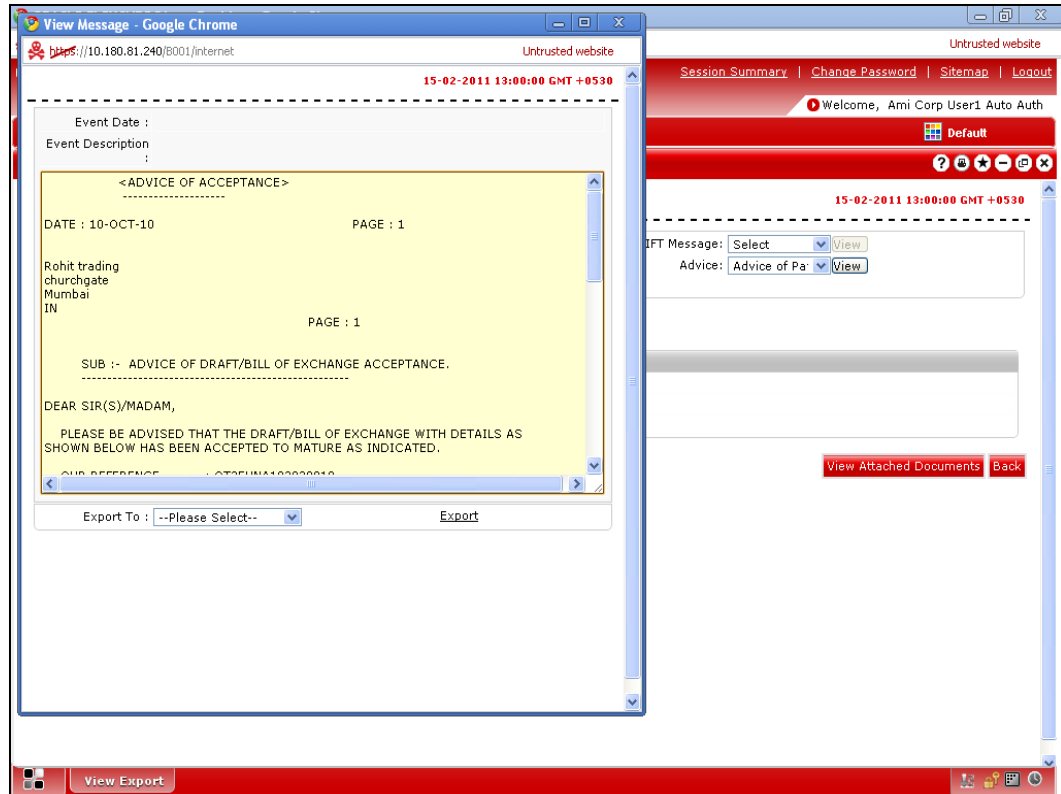 View Message - Google Chrome
https://10.180.81.240/B001/internet
Untrusted website
15-02-2011 13:00:00 GMT +0530
Event Date :
Event Description
:
<ADVICE OF ACCEPTANCE>
--------------------
DATE : 10-OCT-10 PAGE : 1
Rohit trading
churchgate
Mumbai
IN
PAGE : 1
SUB :- ADVICE OF DRAFT/BILL OF EXCHANGE ACCEPTANCE.
----------------------------------------------------
DEAR SIR(S)/MADAM,
PLEASE BE ADVISED THAT THE DRAFT/BILL OF EXCHANGE WITH DETAILS AS
SHOWN BELOW HAS BEEN ACCEPTED TO MATURE AS INDICATED.
OUR REFERENCE :
Export To : --Please Select-- Export
Untrusted website
Session Summary | Change Password | Sitemap | Logout
Welcome, Ami Corp User1 Auto Auth
Default
15-02-2011 13:00:00 GMT +0530
IFT Message: Select View
Advice: Advice of Pa View
View Attached Documents Back
View Export